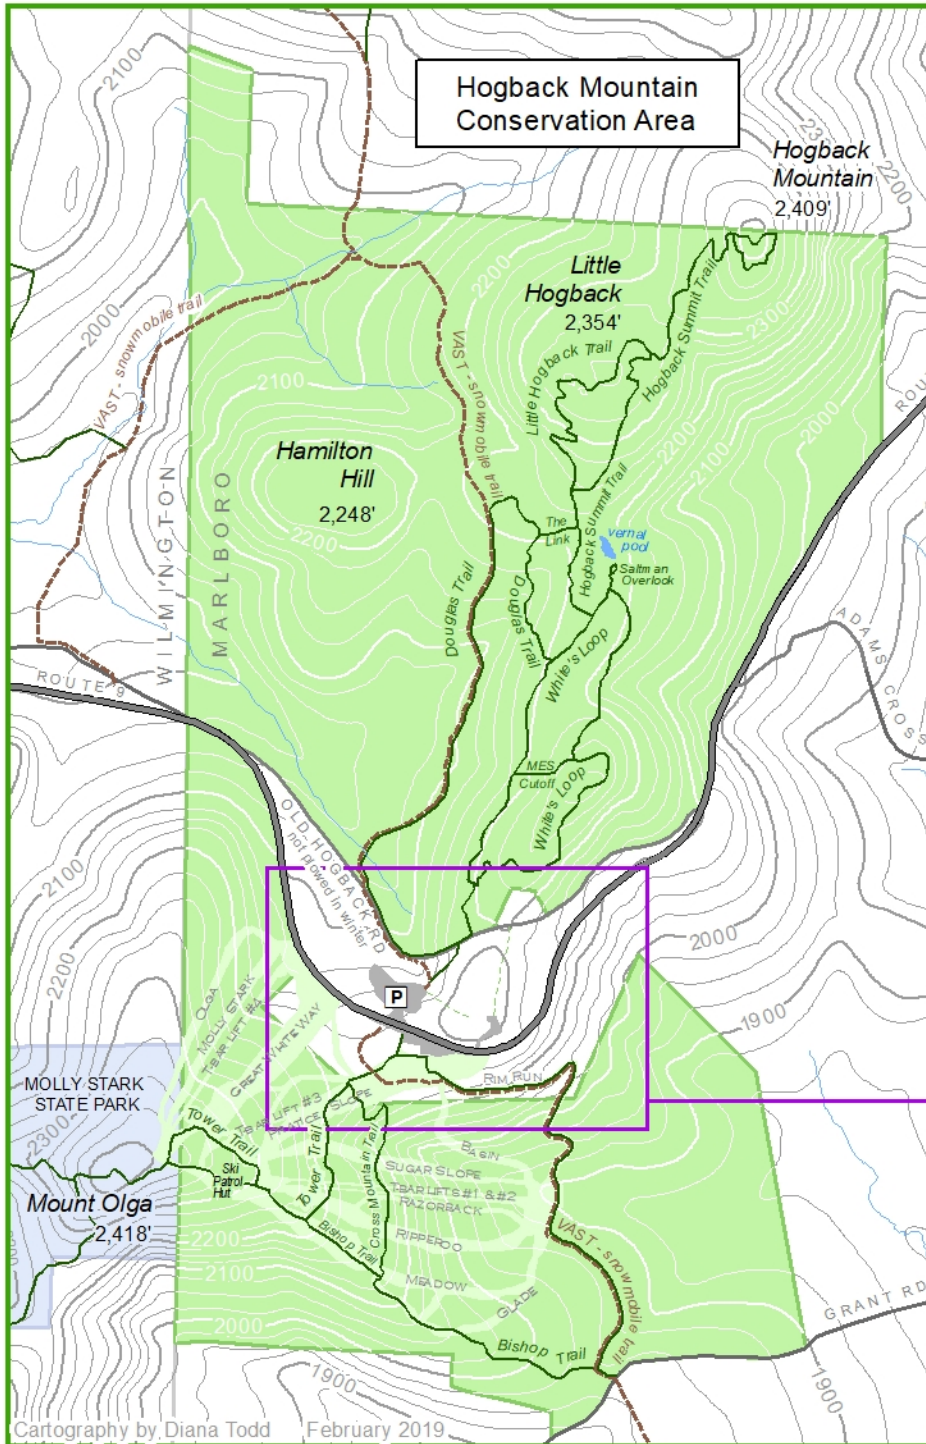 Hogback Mountain
Conservation Area
Hogback
Mountain
2,409'
2100
2200
2200
Little
Hogback
2,354'
2300
2000
VAST - snowmobile trail
VAST - snowmobile trail
Little Hogback Trail
Hogback Summit Trail
2100
Hamilton
Hill
2,248'
2200
2100
2000
WILMINGTON
MARLBORO
The
Link
Hogback Summit Trail
vernal
pool
Saltman
Overlook
Douglas Trail
Douglas Trail
White's Loop
ADAMS CROSS
ROUTE 9
MES
Cutoff
White's Loop
OLD HOGBACK RD
not plowed in winter
2100
2200
2000
1900
P
OLGA
MOLLY STARK
T-BAR LIFT #4
GREAT WHITE WAY
RIM RUN
MOLLY STARK
STATE PARK
T-BAR LIFT #3
PRATICE SLOPE
2300
Tower Trail
Tower Trail
Cross Mountain Trail
BASIN
SUGAR SLOPE
T-BAR LIFTS #1 & #2
RAZORBACK
Ski
Patrol
Hut
Mount Olga
2,418'
Bishop Trail
RIPPEROO
VAST - snowmobile trail
2200
2100
MEADOW
GLADE
2000
GRANT RD
Bishop Trail
1900
1900
Cartography by Diana Todd February 2019